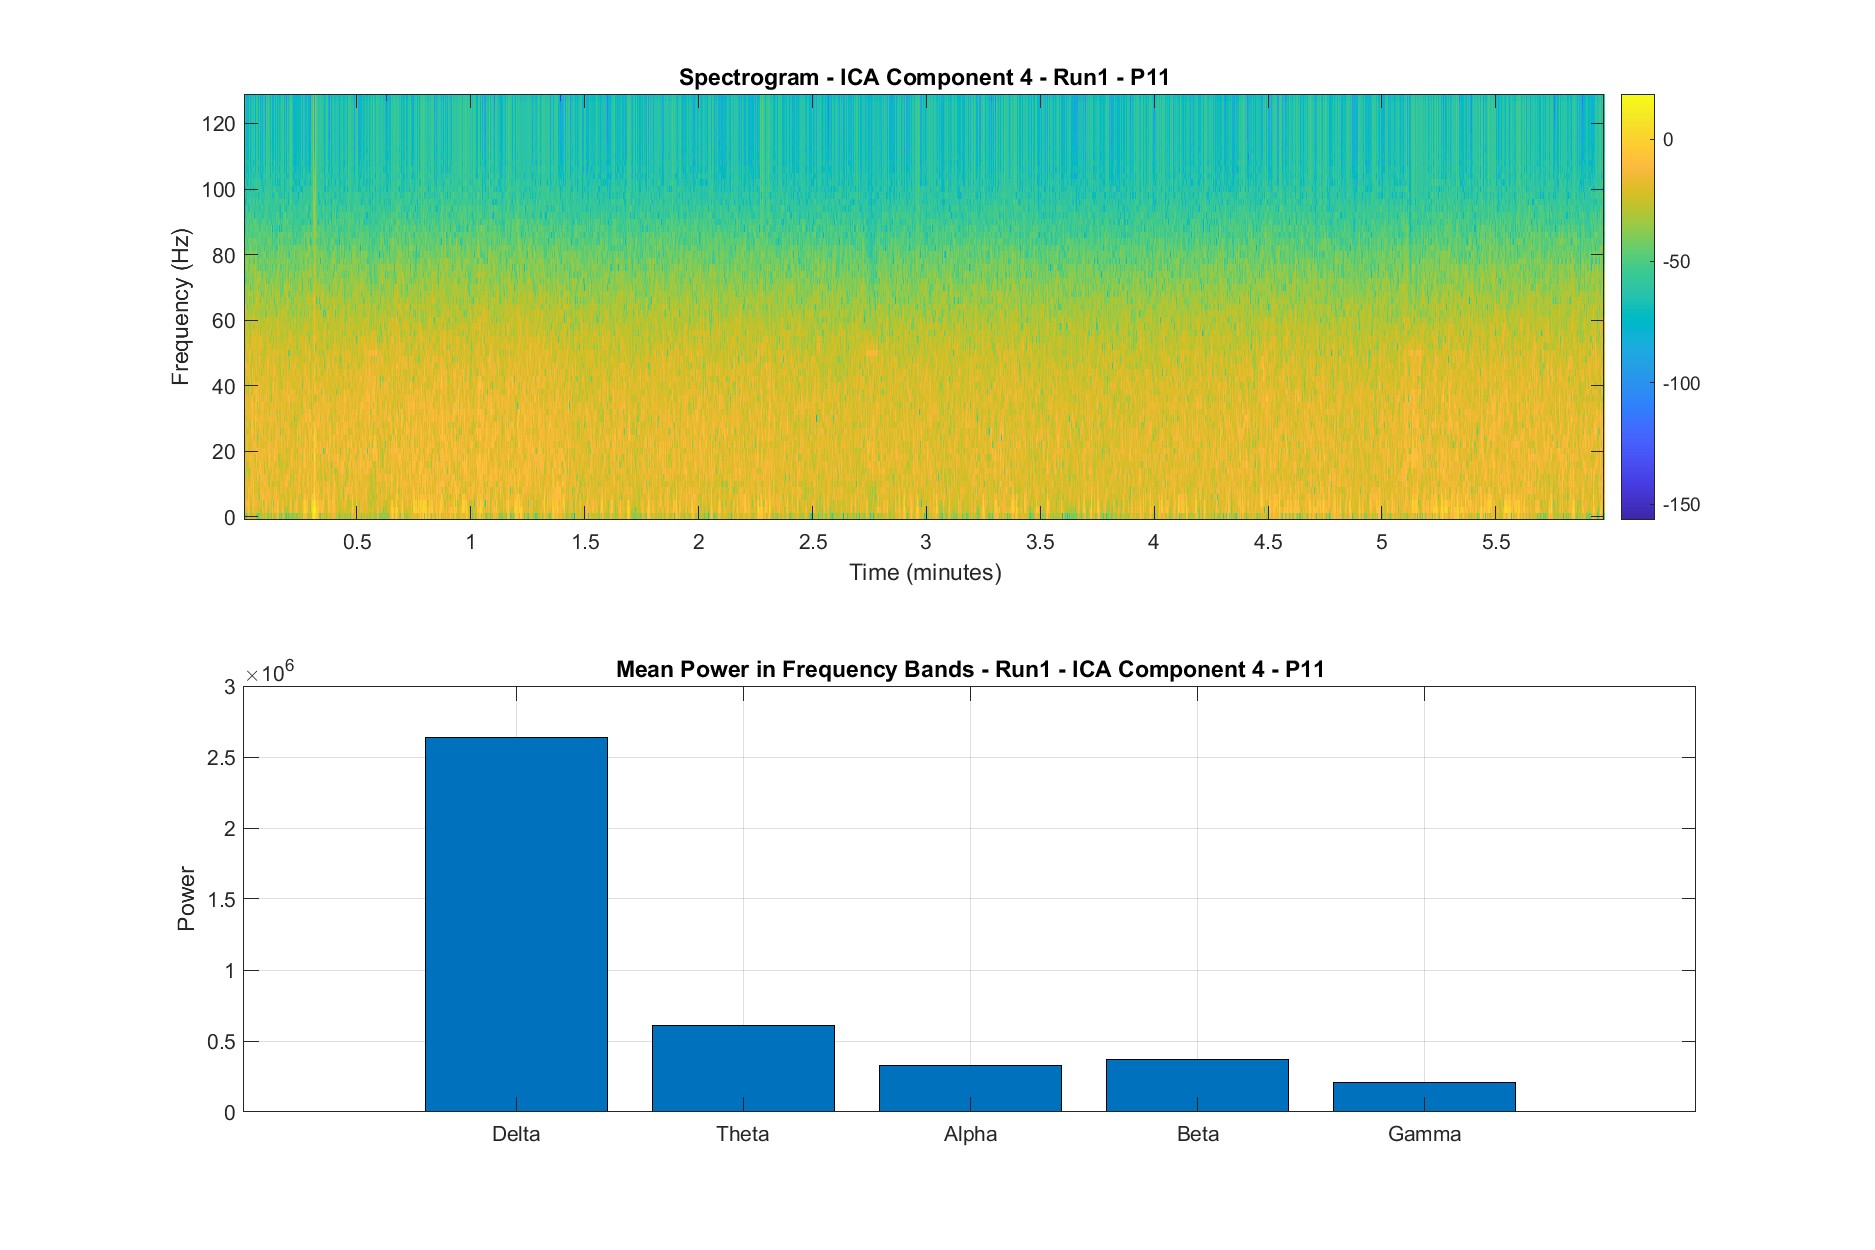 Spectrogram - ICA Component 4 - Run1 - P11
120
100
80
60
40
20
0
Frequency (Hz)
0.5 1 1.5 2 2.5 3 3.5 4 4.5 5 5.5
Time (minutes)
0
-50
-100
-150
Mean Power in Frequency Bands - Run1 - ICA Component 4 - P11
×10^6
3
2.5
2
1.5
1
0.5
0
Power
Delta Theta Alpha Beta Gamma